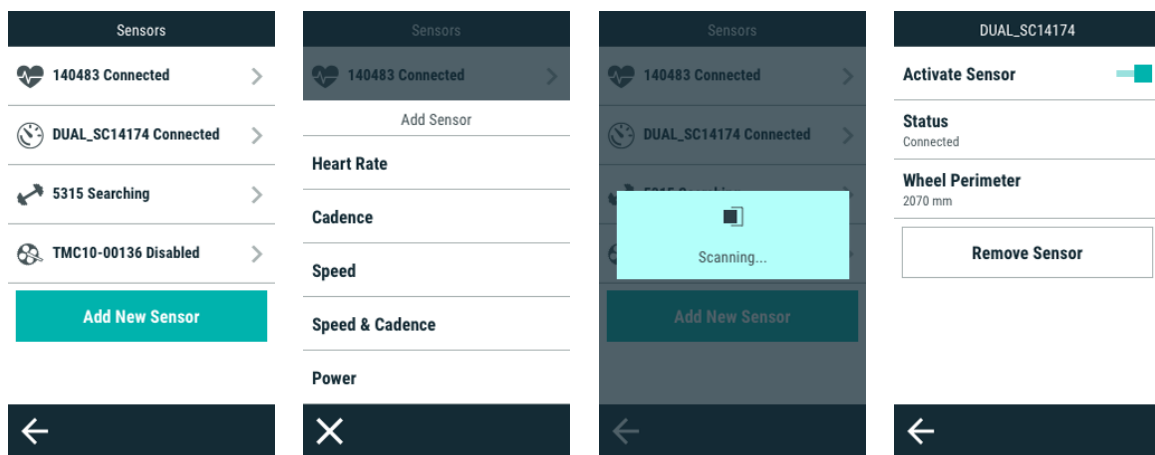 Sensors
140483 Connected
DUAL_SC14174 Connected
5315 Searching
TMC10-00136 Disabled
Add New Sensor
Sensors
140483 Connected
Add Sensor
Heart Rate
Cadence
Speed
Speed & Cadence
Power
Sensors
140483 Connected
DUAL_SC14174 Connected
Scanning...
Add New Sensor
DUAL_SC14174
Activate Sensor
Status
Connected
Wheel Perimeter
2070 mm
Remove Sensor